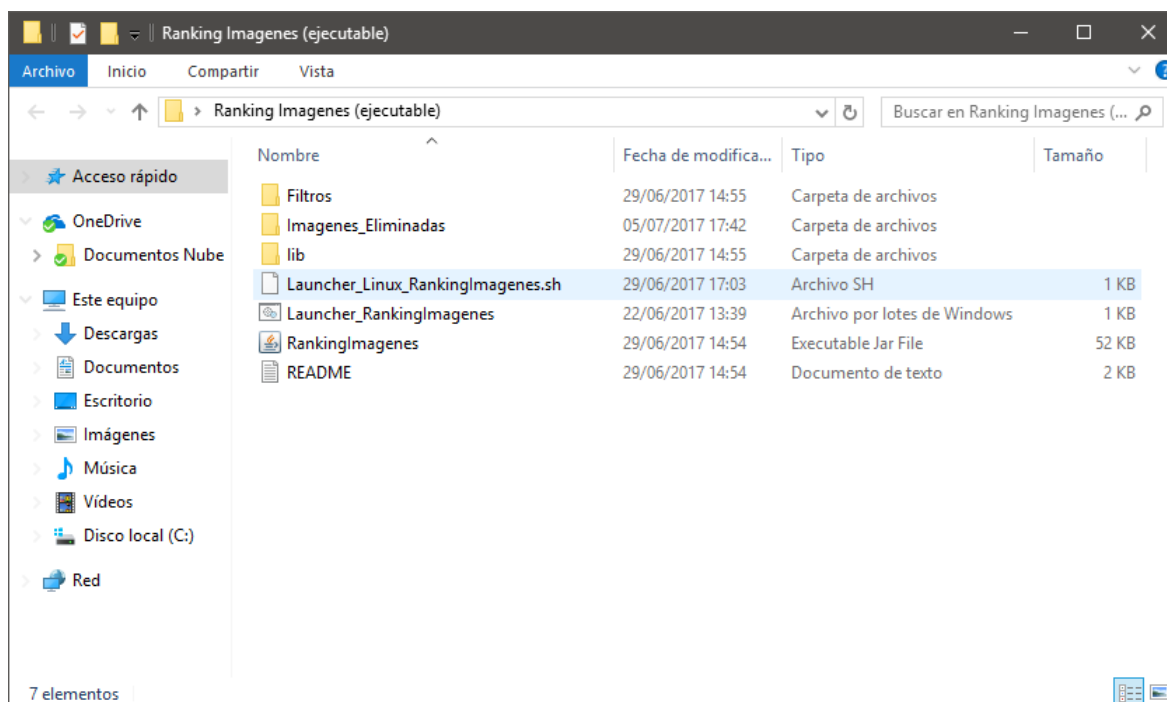 Ranking Imagenes (ejecutable)
Archivo Inicio Compartir Vista
Ranking Imagenes (ejecutable) Buscar en Ranking Imagenes (...
Nombre Fecha de modifica... Tipo Tamaño
Acceso rápido
OneDrive
Documentos Nube
Este equipo
Descargas
Documentos
Escritorio
Imágenes
Música
Vídeos
Disco local (C:)
Red
Filtros 29/06/2017 14:55 Carpeta de archivos
Imagenes_Eliminadas 05/07/2017 17:42 Carpeta de archivos
lib 29/06/2017 14:55 Carpeta de archivos
Launcher_Linux_RankingImagenes.sh 29/06/2017 17:03 Archivo SH 1 KB
Launcher_RankingImagenes 22/06/2017 13:39 Archivo por lotes de Windows 1 KB
RankingImagenes 29/06/2017 14:54 Executable Jar File 52 KB
README 29/06/2017 14:54 Documento de texto 2 KB
7 elementos